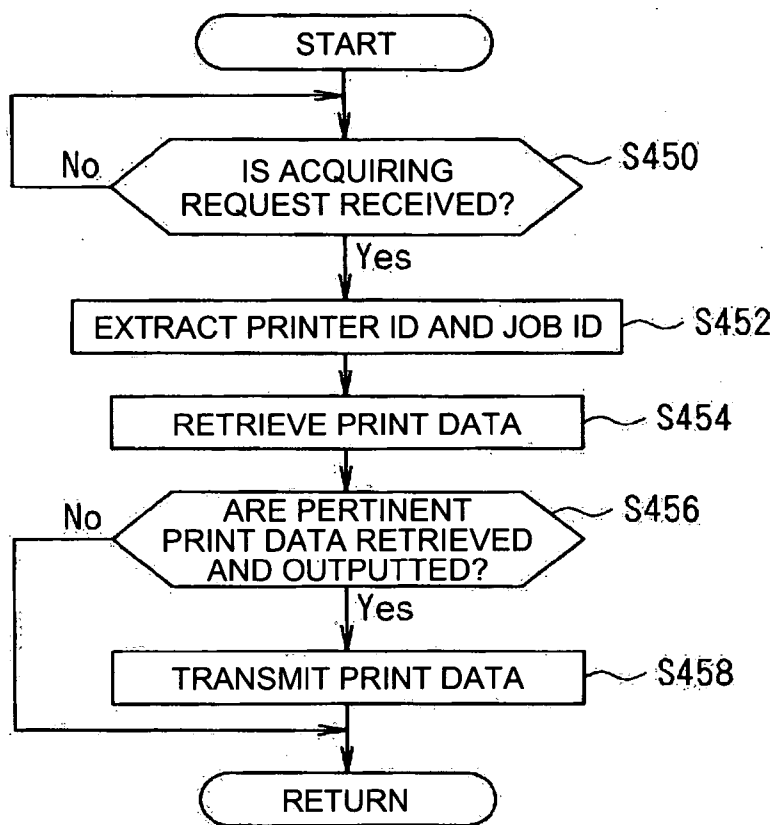 START
No
IS ACQUIRING
REQUEST RECEIVED?
S450
Yes
EXTRACT PRINTER ID AND JOB ID
S452
RETRIEVE PRINT DATA
S454
No
ARE PERTINENT
PRINT DATA RETRIEVED
AND OUTPUTTED?
S456
Yes
TRANSMIT PRINT DATA
S458
RETURN